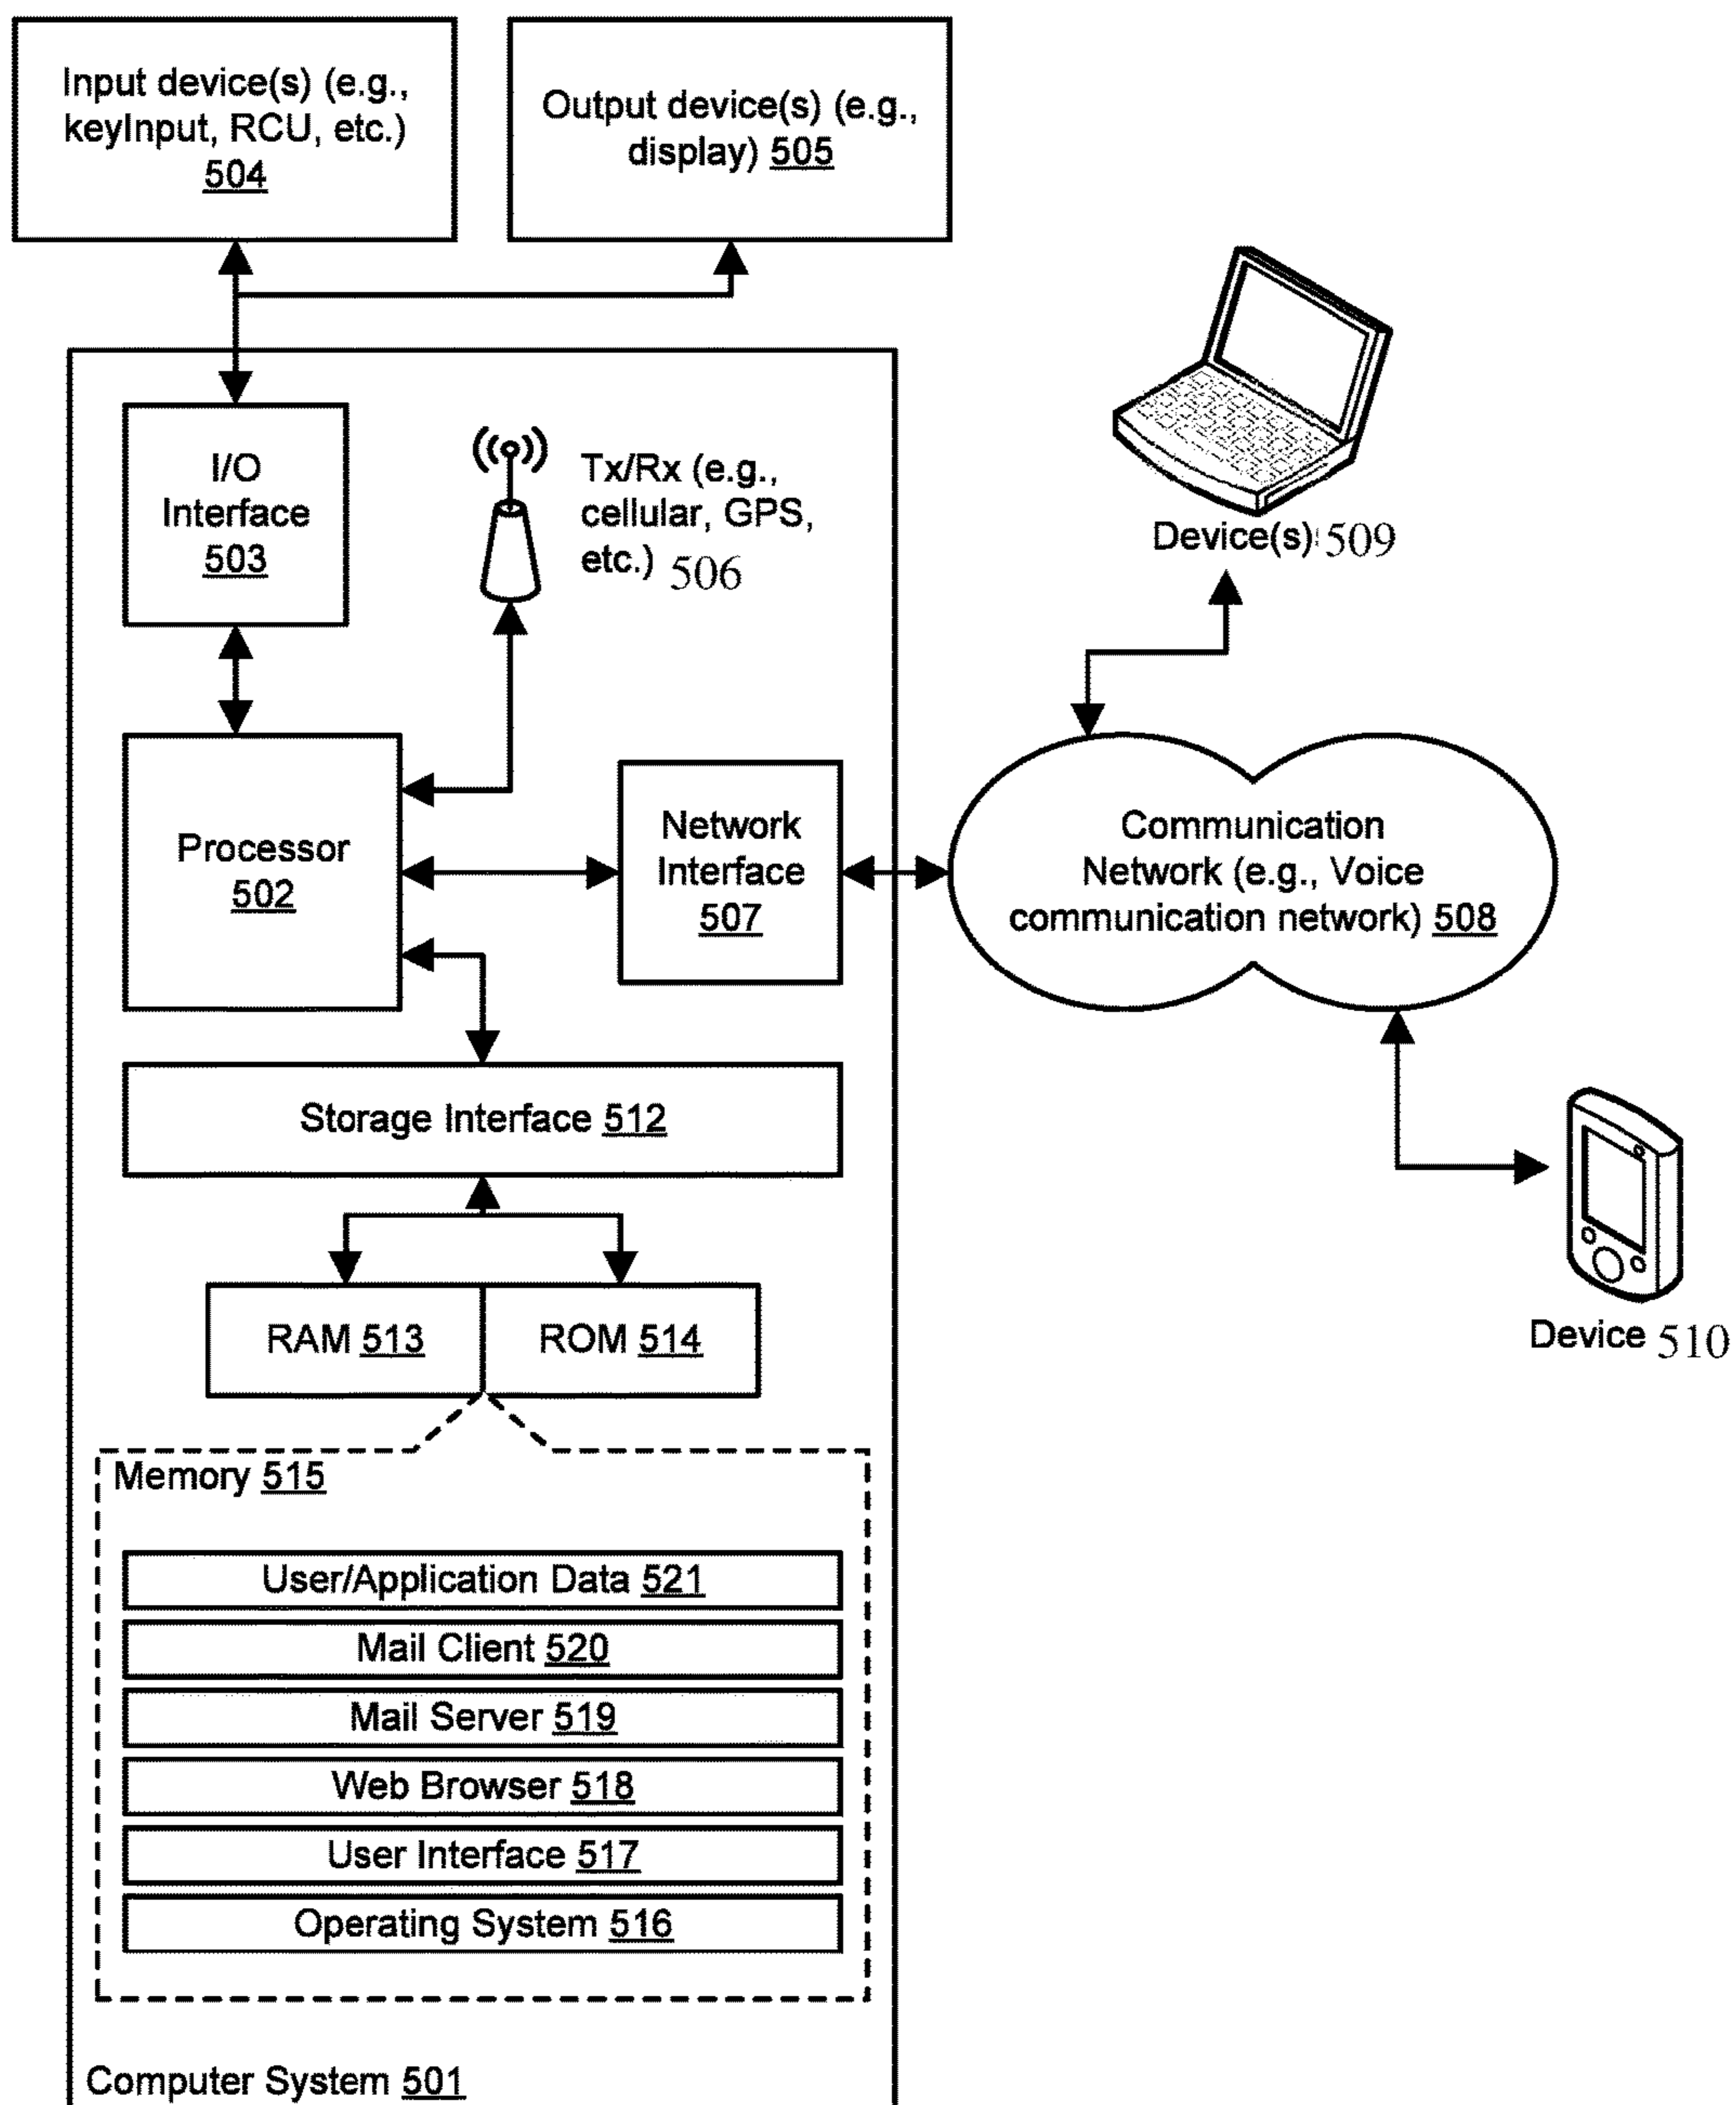 Input device(s) (e.g.,
keyInput, RCU, etc.)
504
Output device(s) (e.g.,
display) 505
I/O
Interface
503
Tx/Rx (e.g.,
cellular, GPS,
etc.) 506
Device(s) 509
Processor
502
Network
Interface
507
Communication
Network (e.g., Voice
communication network) 508
Storage Interface 512
RAM 513
ROM 514
Device 510
Memory 515
User/Application Data 521
Mail Client 520
Mail Server 519
Web Browser 518
User Interface 517
Operating System 516
Computer System 501